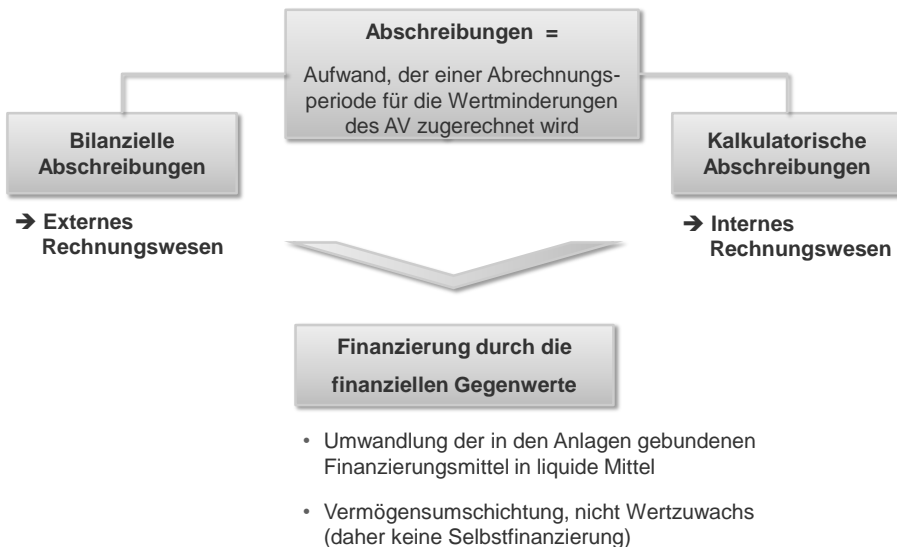 Abschreibungen =
Aufwand, der einer Abrechnungs-
periode für die Wertminderungen
des AV zugerechnet wird
Bilanzielle
Abschreibungen
Kalkulatorische
Abschreibungen
➔ Externes
Rechnungswesen
➔ Internes
Rechnungswesen
Finanzierung durch die
finanziellen Gegenwerte
• Umwandlung der in den Anlagen gebundenen
Finanzierungsmittel in liquide Mittel
• Vermögensumschichtung, nicht Wertzuwachs
(daher keine Selbstfinanzierung)